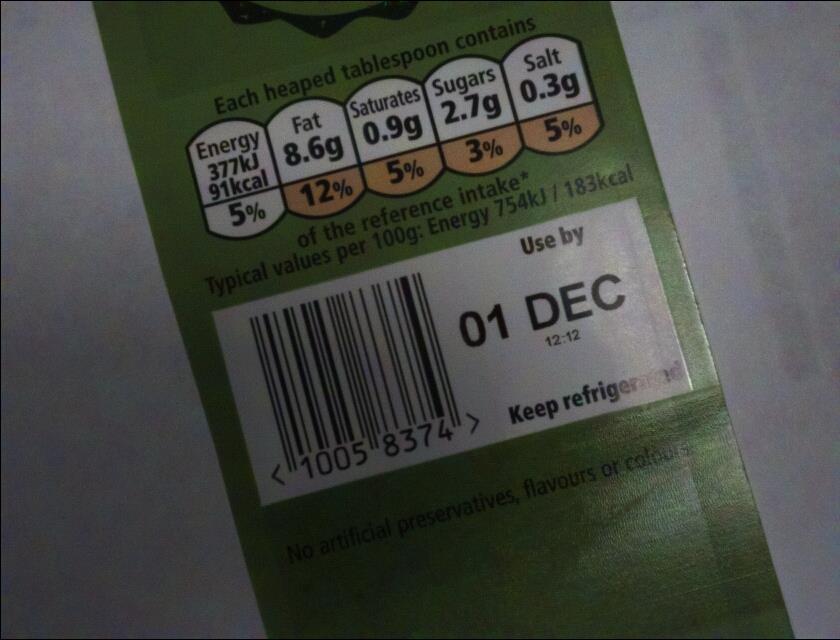 Each heaped tablespoon contains
Energy
377kJ
91kcal
5%
Fat
8.6g
12%
Saturates
0.9g
5%
Sugars
2.7g
3%
Salt
0.3g
5%
of the reference intake*
Typical values per 100g: Energy 754kJ / 183kcal
Use by
01 DEC
12:12
Keep refrigerated
< 1005 8374 >
No artificial preservatives, flavours or colours